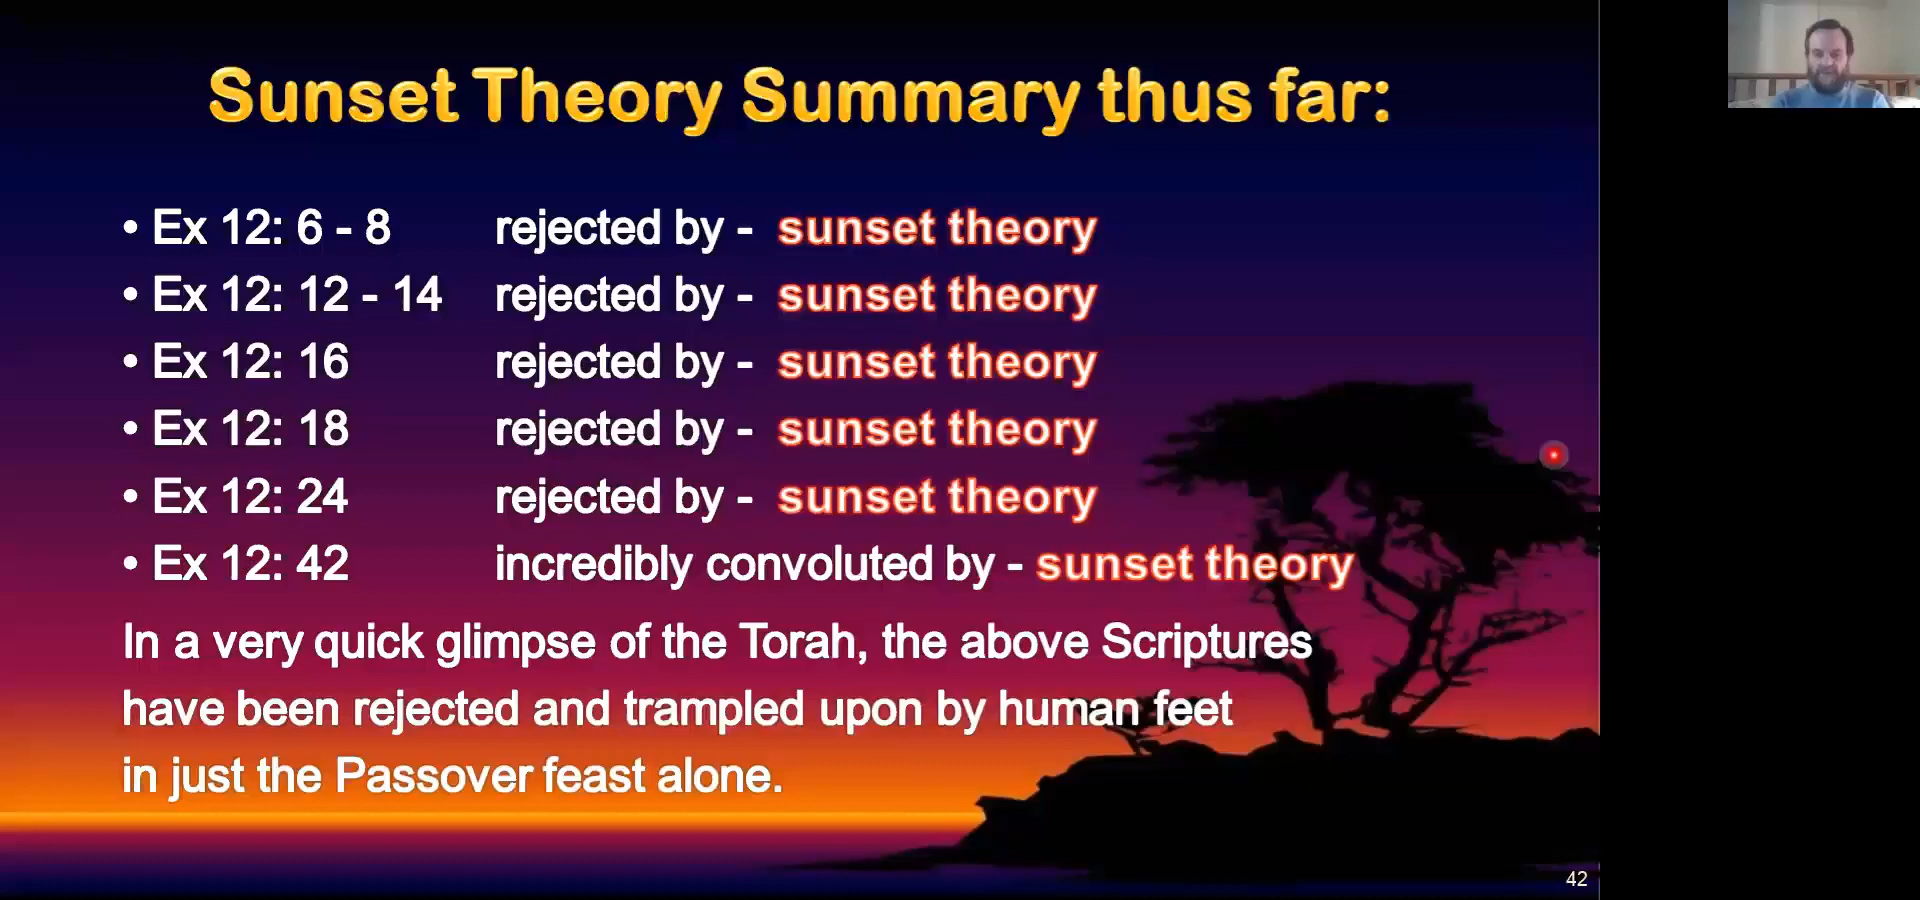 Sunset Theory Summary thus far:
• Ex 12: 6 - 8 rejected by - sunset theory
• Ex 12: 12 - 14 rejected by - sunset theory
• Ex 12: 16 rejected by - sunset theory
• Ex 12: 18 rejected by - sunset theory
• Ex 12: 24 rejected by - sunset theory
• Ex 12: 42 incredibly convoluted by - sunset theory
In a very quick glimpse of the Torah, the above Scriptures
have been rejected and trampled upon by human feet
in just the Passover feast alone.
42